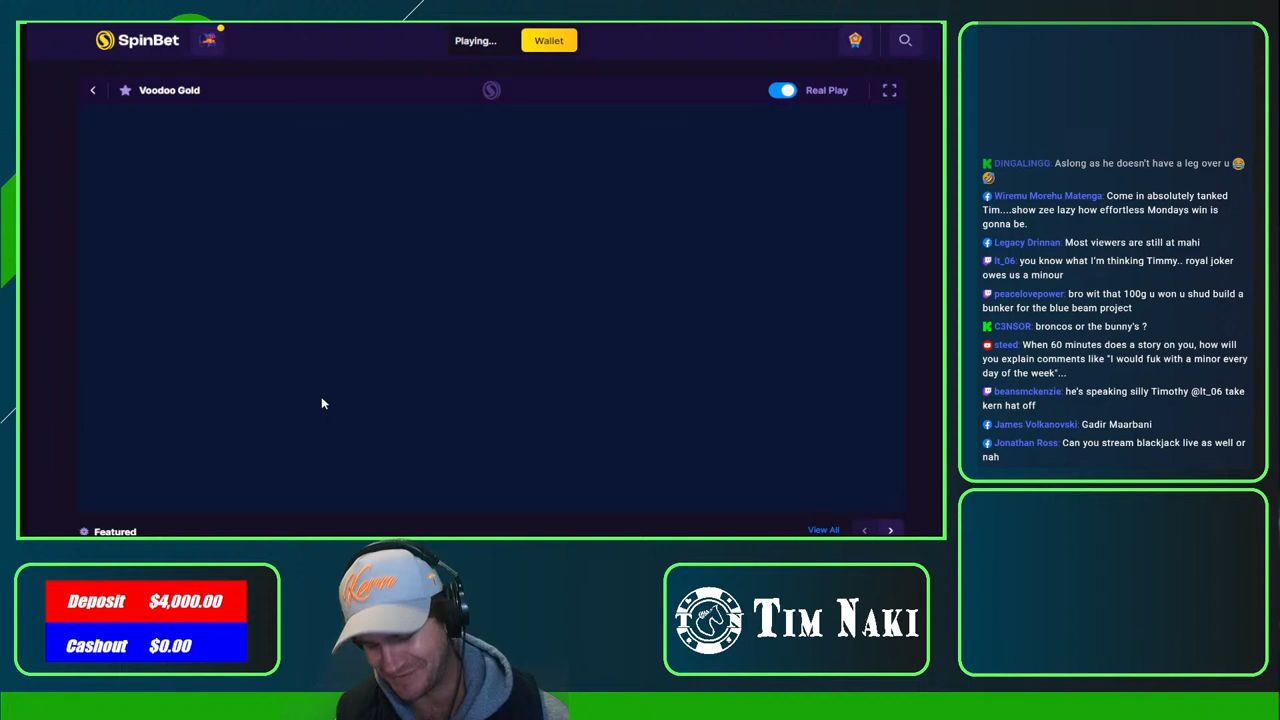 SpinBet
Playing...
Wallet
Voodoo Gold
Real Play
Featured
View All
DINGALINGG: Aslong as he doesn't have a leg over u 😂
🤣
Wiremu Morehu Matenga: Come in absolutely tanked
Tim....show zee lazy how effortless Mondays win is
gonna be.
Legacy Drinnan: Most viewers are still at mahi
lt_06: you know what I'm thinking Timmy.. royal joker
owes us a minour
peacelovepower: bro wit that 100g u won u shud build a
bunker for the blue beam project
C3NSOR: broncos or the bunny's ?
steed: When 60 minutes does a story on you, how will
you explain comments like "I would fuk with a minor every
day of the week"...
beansmckenzie: he's speaking silly Timothy @lt_06 take
kern hat off
James Volkanovski: Gadir Maarbani
Jonathan Ross: Can you stream blackjack live as well or
nah
Deposit $4,000.00
Cashout $0.00
Kern
TIM NAKI